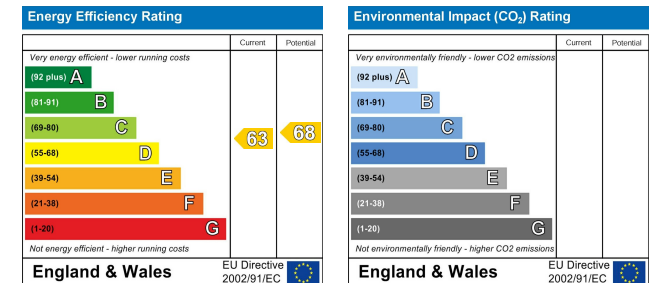 Energy Efficiency Rating
Current Potential
Very energy efficient - lower running costs
(92 plus) A
(81-91) B
(69-80) C
(55-68) D
(39-54) E
(21-38) F
(1-20) G
63
68
Not energy efficient - higher running costs
England & Wales
EU Directive
2002/91/EC
Environmental Impact (CO₂) Rating
Current Potential
Very environmentally friendly - lower CO2 emissions
(92 plus) A
(81-91) B
(69-80) C
(55-68) D
(39-54) E
(21-38) F
(1-20) G
Not environmentally friendly - higher CO2 emissions
England & Wales
EU Directive
2002/91/EC